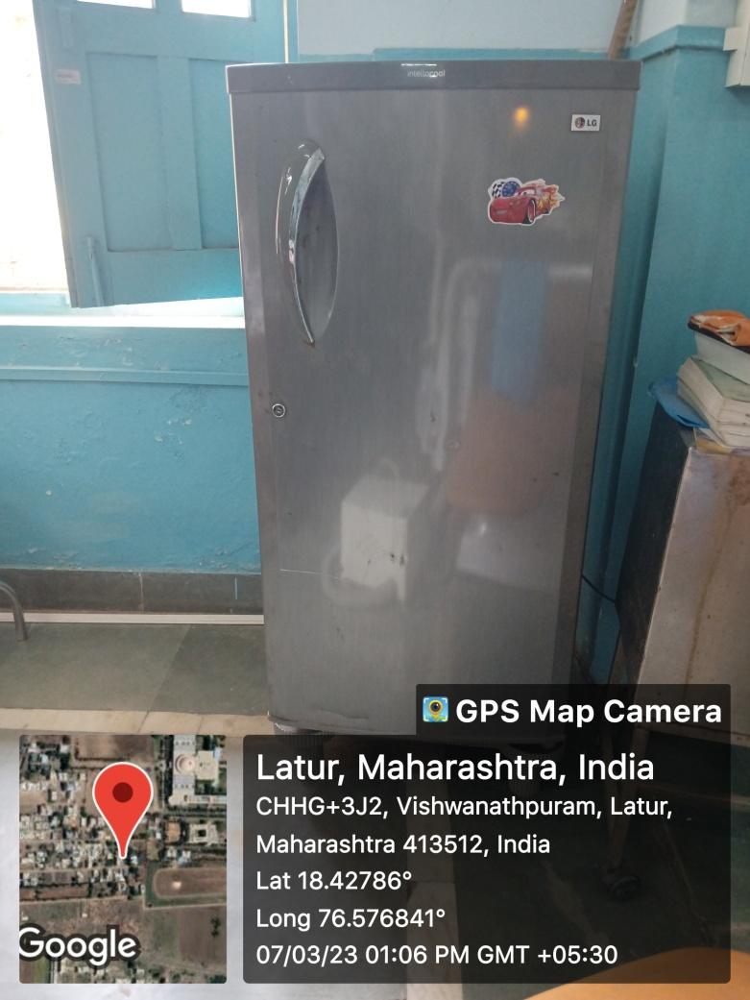 intellocool
LG
GPS Map Camera
Latur, Maharashtra, India
CHHG+3J2, Vishwanathpuram, Latur,
Maharashtra 413512, India
Lat 18.42786°
Long 76.576841°
07/03/23 01:06 PM GMT +05:30
Google